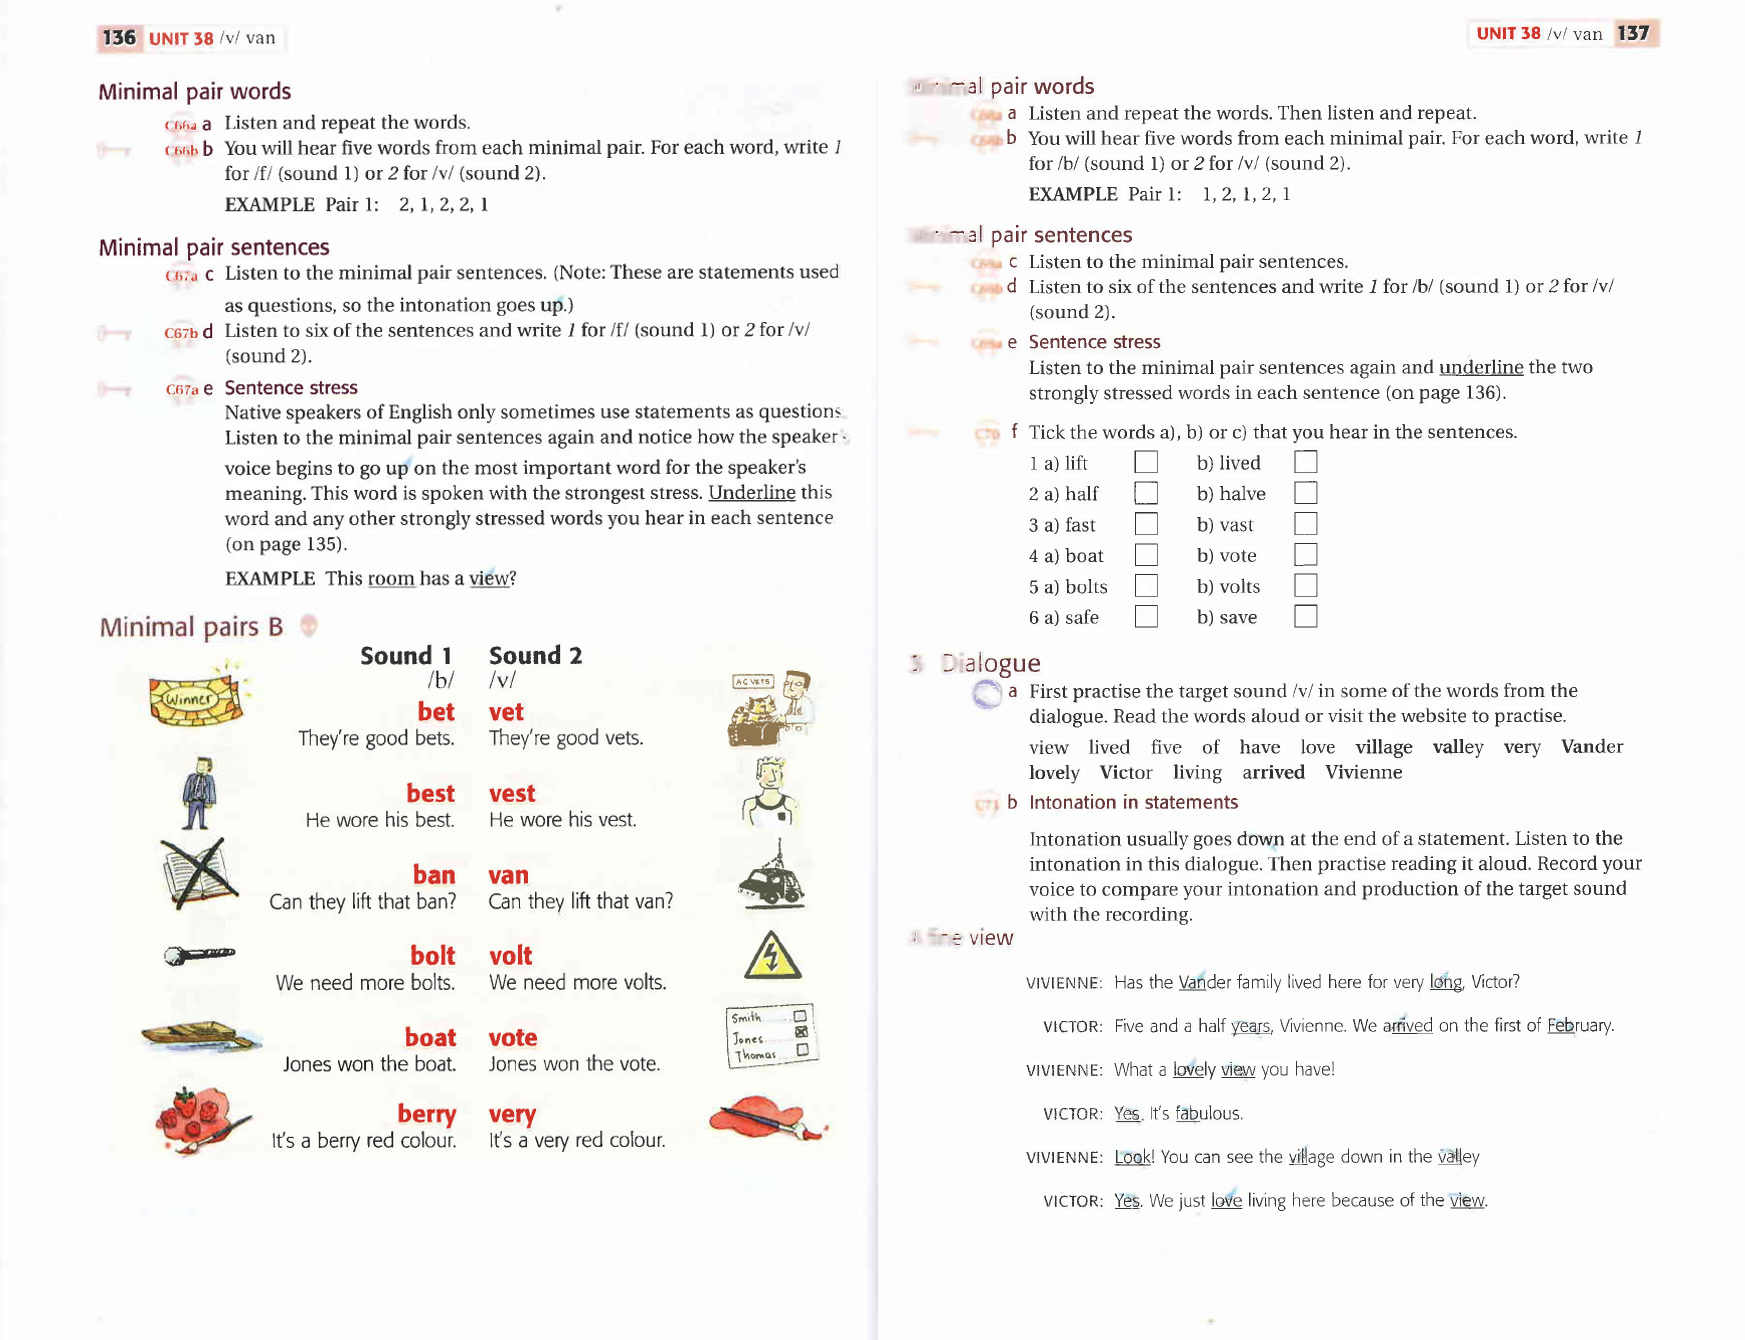 136 UNIT 38 /v/ van
Minimal pair words
C66a a Listen and repeat the words.
C66b b You will hear five words from each minimal pair. For each word, write 1
for /f/ (sound 1) or 2 for /v/ (sound 2).
EXAMPLE Pair 1: 2, 1, 2, 2, 1
Minimal pair sentences
C67a c Listen to the minimal pair sentences. (Note: These are statements used
as questions, so the intonation goes up.)
C67b d Listen to six of the sentences and write 1 for /f/ (sound 1) or 2 for /v/
(sound 2).
C67a e Sentence stress
Native speakers of English only sometimes use statements as questions.
Listen to the minimal pair sentences again and notice how the speaker's
voice begins to go up on the most important word for the speaker's
meaning. This word is spoken with the strongest stress. Underline this
word and any other strongly stressed words you hear in each sentence
(on page 135).
EXAMPLE This room has a view?
Minimal pairs B
Sound 1 Sound 2
/b/ /v/
Winner
bet vet
They're good bets. They're good vets.
AC VETS
best vest
He wore his best. He wore his vest.
ban van
Can they lift that ban? Can they lift that van?
bolt volt
We need more bolts. We need more volts.
boat vote
Jones won the boat. Jones won the vote.
Smith
Jones
Thomas
berry very
It's a berry red colour. It's a very red colour.
UNIT 38 /v/ van 137
Minimal pair words
a Listen and repeat the words. Then listen and repeat.
b You will hear five words from each minimal pair. For each word, write 1
for /b/ (sound 1) or 2 for /v/ (sound 2).
EXAMPLE Pair 1: 1, 2, 1, 2, 1
Minimal pair sentences
c Listen to the minimal pair sentences.
d Listen to six of the sentences and write 1 for /b/ (sound 1) or 2 for /v/
(sound 2).
e Sentence stress
Listen to the minimal pair sentences again and underline the two
strongly stressed words in each sentence (on page 136).
C70 f Tick the words a), b) or c) that you hear in the sentences.
1 a) lift b) lived
2 a) half b) halve
3 a) fast b) vast
4 a) boat b) vote
5 a) bolts b) volts
6 a) safe b) save
3 Dialogue
a First practise the target sound /v/ in some of the words from the
dialogue. Read the words aloud or visit the website to practise.
view lived five of have love village valley very Vander
lovely Victor living arrived Vivienne
C71 b Intonation in statements
Intonation usually goes down at the end of a statement. Listen to the
intonation in this dialogue. Then practise reading it aloud. Record your
voice to compare your intonation and production of the target sound
with the recording.
A fine view
VIVIENNE: Has the Vander family lived here for very long, Victor?
VICTOR: Five and a half years, Vivienne. We arrived on the first of February.
VIVIENNE: What a lovely view you have!
VICTOR: Yes. It's fabulous.
VIVIENNE: Look! You can see the village down in the valley
VICTOR: Yes. We just love living here because of the view.